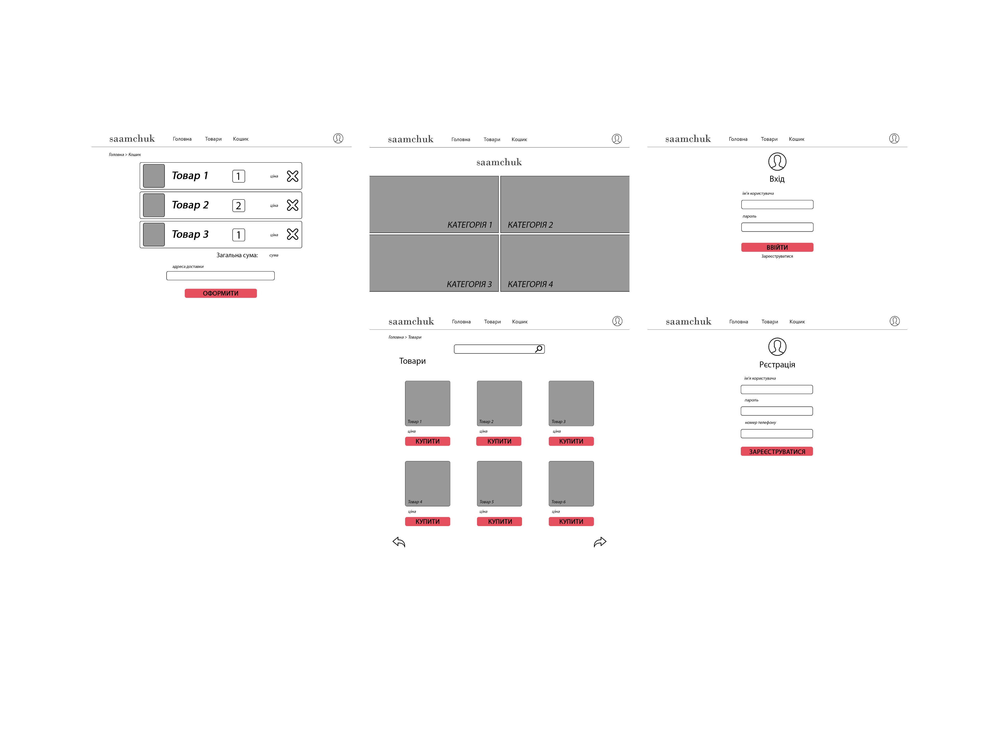 saamchuk Головна Товари Кошик
Головна > Кошик
Товар 1 1 ціна
Товар 2 2 ціна
Товар 3 1 ціна
Загальна сума: сума
адреса доставки
ОФОРМИТИ
saamchuk Головна Товари Кошик
saamchuk
КАТЕГОРІЯ 1 КАТЕГОРІЯ 2
КАТЕГОРІЯ 3 КАТЕГОРІЯ 4
saamchuk Головна Товари Кошик
Вхід
ім'я користувача
пароль
ВВІЙТИ
Зареєструватися
saamchuk Головна Товари Кошик
Головна > Товари
Товари
Товар 1 Товар 2 Товар 3
ціна ціна ціна
КУПИТИ КУПИТИ КУПИТИ
Товар 4 Товар 5 Товар 6
ціна ціна ціна
КУПИТИ КУПИТИ КУПИТИ
saamchuk Головна Товари Кошик
Рєстрація
ім'я користувача
пароль
номер телефону
ЗАРЕЄСТРУВАТИСЯ